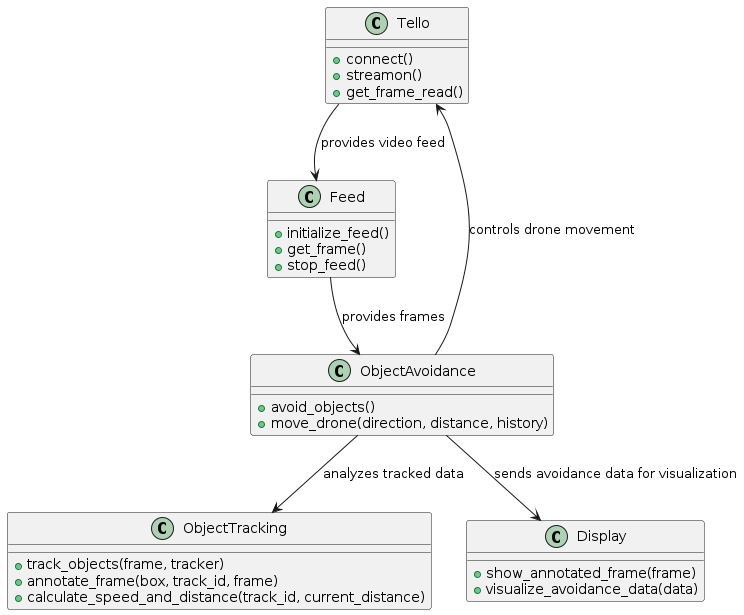 C Tello
connect()
streamon()
get_frame_read()
provides video feed
C Feed
initialize_feed()
get_frame()
stop_feed()
controls drone movement
provides frames
C ObjectAvoidance
avoid_objects()
move_drone(direction, distance, history)
analyzes tracked data
sends avoidance data for visualization
C ObjectTracking
track_objects(frame, tracker)
annotate_frame(box, track_id, frame)
calculate_speed_and_distance(track_id, current_distance)
C Display
show_annotated_frame(frame)
visualize_avoidance_data(data)